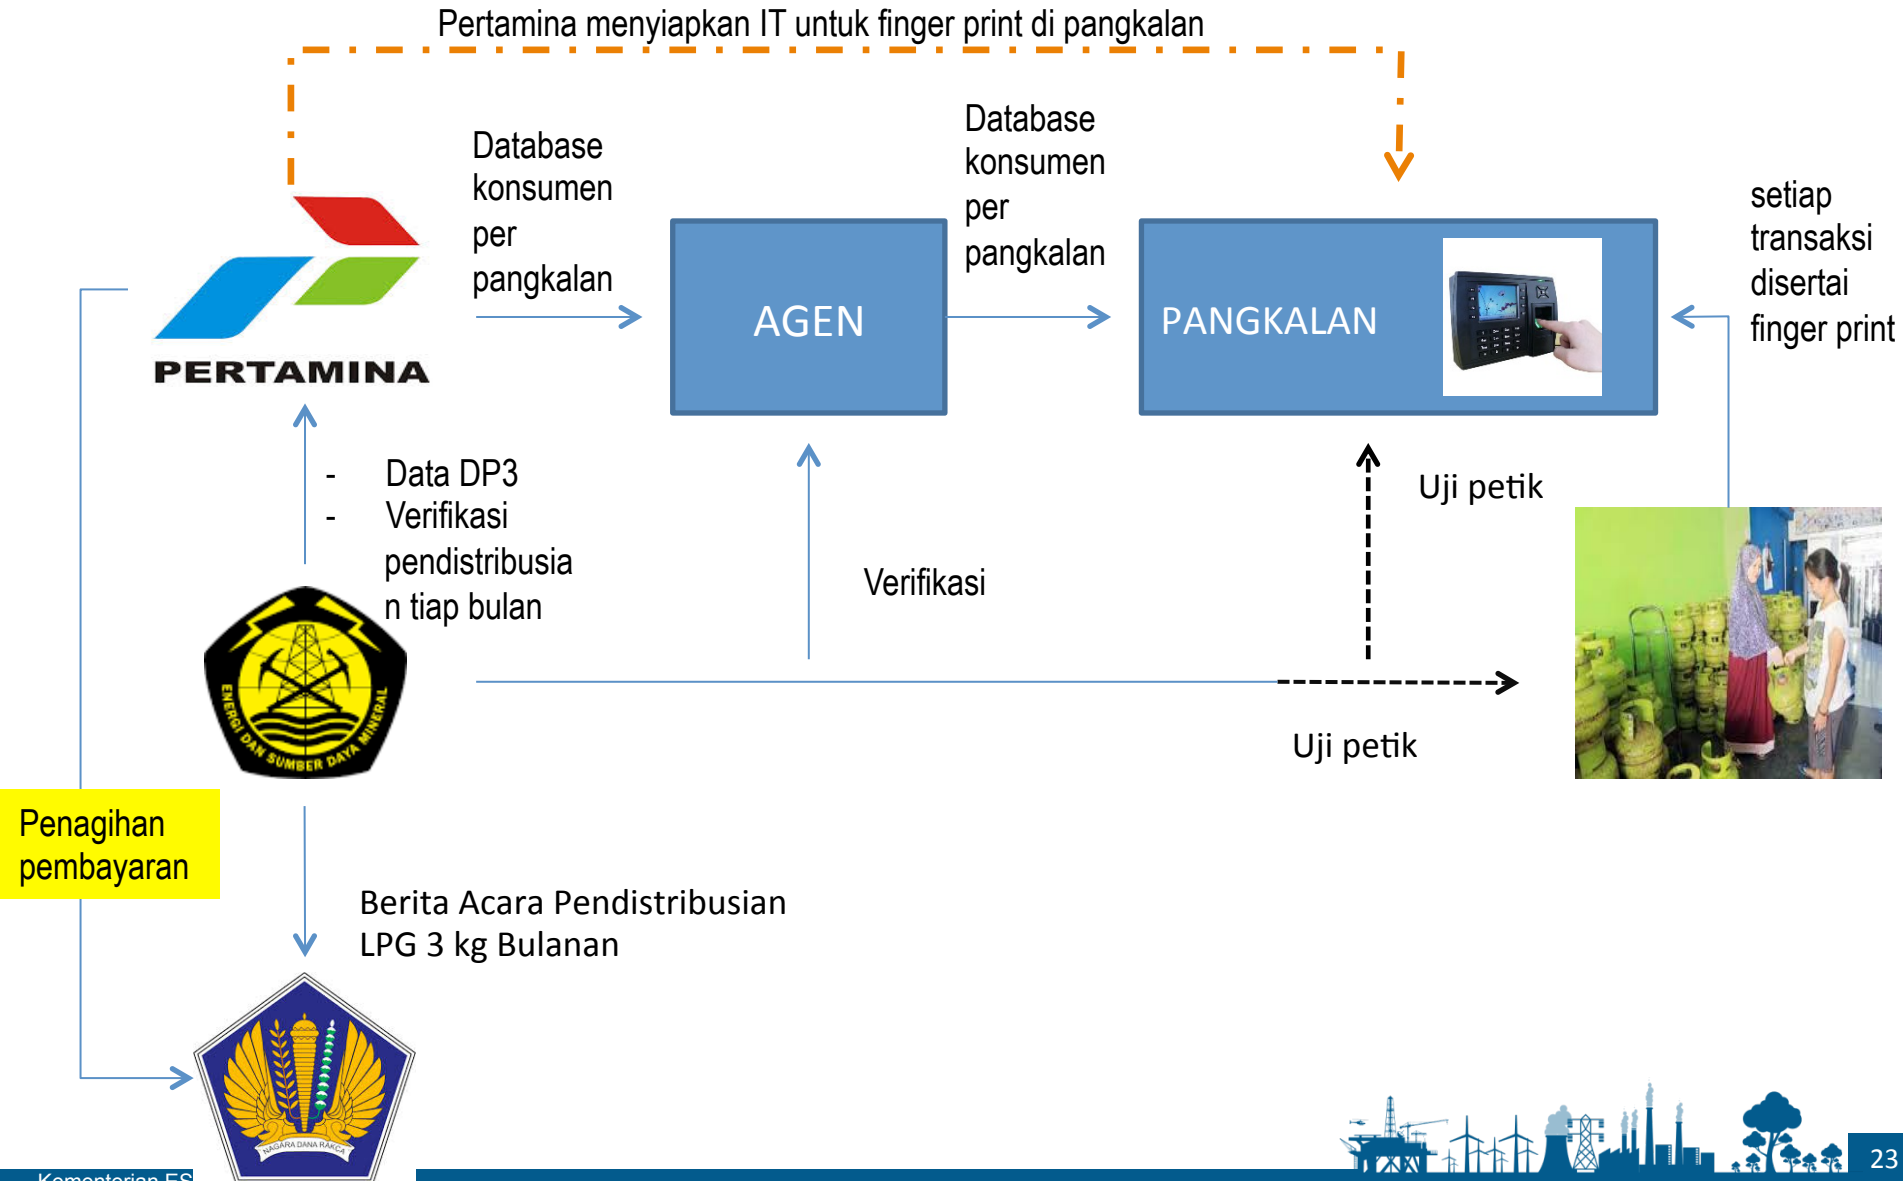 Pertamina menyiapkan IT untuk finger print di pangkalan
Database
konsumen
per
pangkalan
Database
konsumen
per
pangkalan
setiap
transaksi
disertai
finger print
PERTAMINA
AGEN
PANGKALAN
- Data DP3
- Verifikasi
pendistribusia
n tiap bulan
Uji petik
Verifikasi
ENERGI DAN SUMBER DAYA MINERAL
Uji petik
Penagihan
pembayaran
Berita Acara Pendistribusian
LPG 3 kg Bulanan
NAGARA DANA RAKCA
Kementerian ES
23